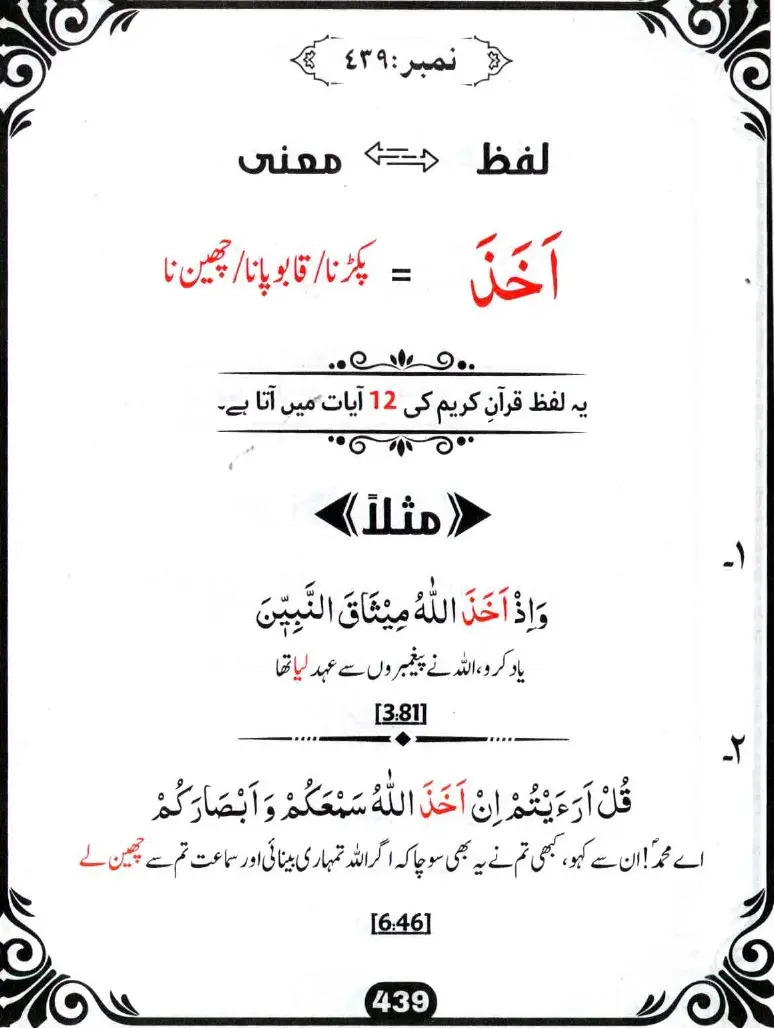 نمبر:٤٣٩
لفظ ⇐⇒ معنی
اَخَذَ = پکڑنا/قابو پانا/چھین نا
یہ لفظ قرآنِ کریم کی 12 آیات میں آتا ہے۔
مثلاً
١۔
وَاِذْ اَخَذَ اللّٰهُ مِيْثَاقَ النَّبِيّٖنَ
یاد کرو، اللہ نے پیغمبروں سے عہد لیا تھا
[3:81]
٢۔
قُلْ اَرَءَيْتُمْ اِنْ اَخَذَ اللّٰهُ سَمْعَكُمْ وَاَبْصَارَكُمْ
اے محمدؐ! ان سے کہو، کبھی تم نے یہ بھی سوچا کہ اگر اللہ تمہاری بینائی اور سماعت تم سے چھین لے
[6:46]
439